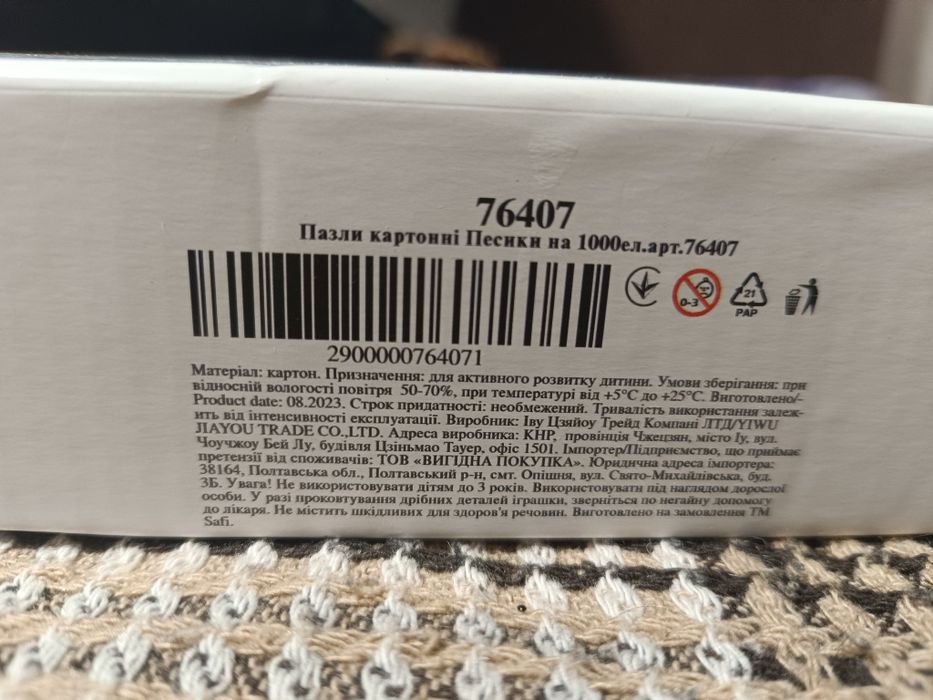 76407
Пазли картонні Песики на 1000ел.арт.76407
0-3
21
PAP
2900000764071
Матеріал: картон. Призначення: для активного розвитку дитини. Умови зберігання: при
відносній вологості повітря 50-70%, при температурі від +5°C до +25°C. Виготовлено/-
Product date: 08.2023. Строк придатності: необмежений. Тривалість використання залеж-
ить від інтенсивності експлуатації. Виробник: Іву Цзяйоу Трейд Компані ЛТД/YIWU
JIAYOU TRADE CO.,LTD. Адреса виробника: КНР, провінція Чжецзян, місто Іу, вул.
Чоучжоу Бей Лу, будівля Цзіньмао Тауер, офіс 1501. Імпортер/Підприємство, що приймає
претензії від споживачів: ТОВ «ВИГІДНА ПОКУПКА». Юридична адреса імпортера:
38164, Полтавська обл., Полтавський р-н, смт. Опішня, вул. Свято-Михайлівська, буд.
3Б. Увага! Не використовувати дітям до 3 років. Використовувати під наглядом дорослої
особи. У разі проковтування дрібних деталей іграшки, зверніться по негайну допомогу
до лікаря. Не містить шкідливих для здоров'я речовин. Виготовлено на замовлення ТМ
Safi.